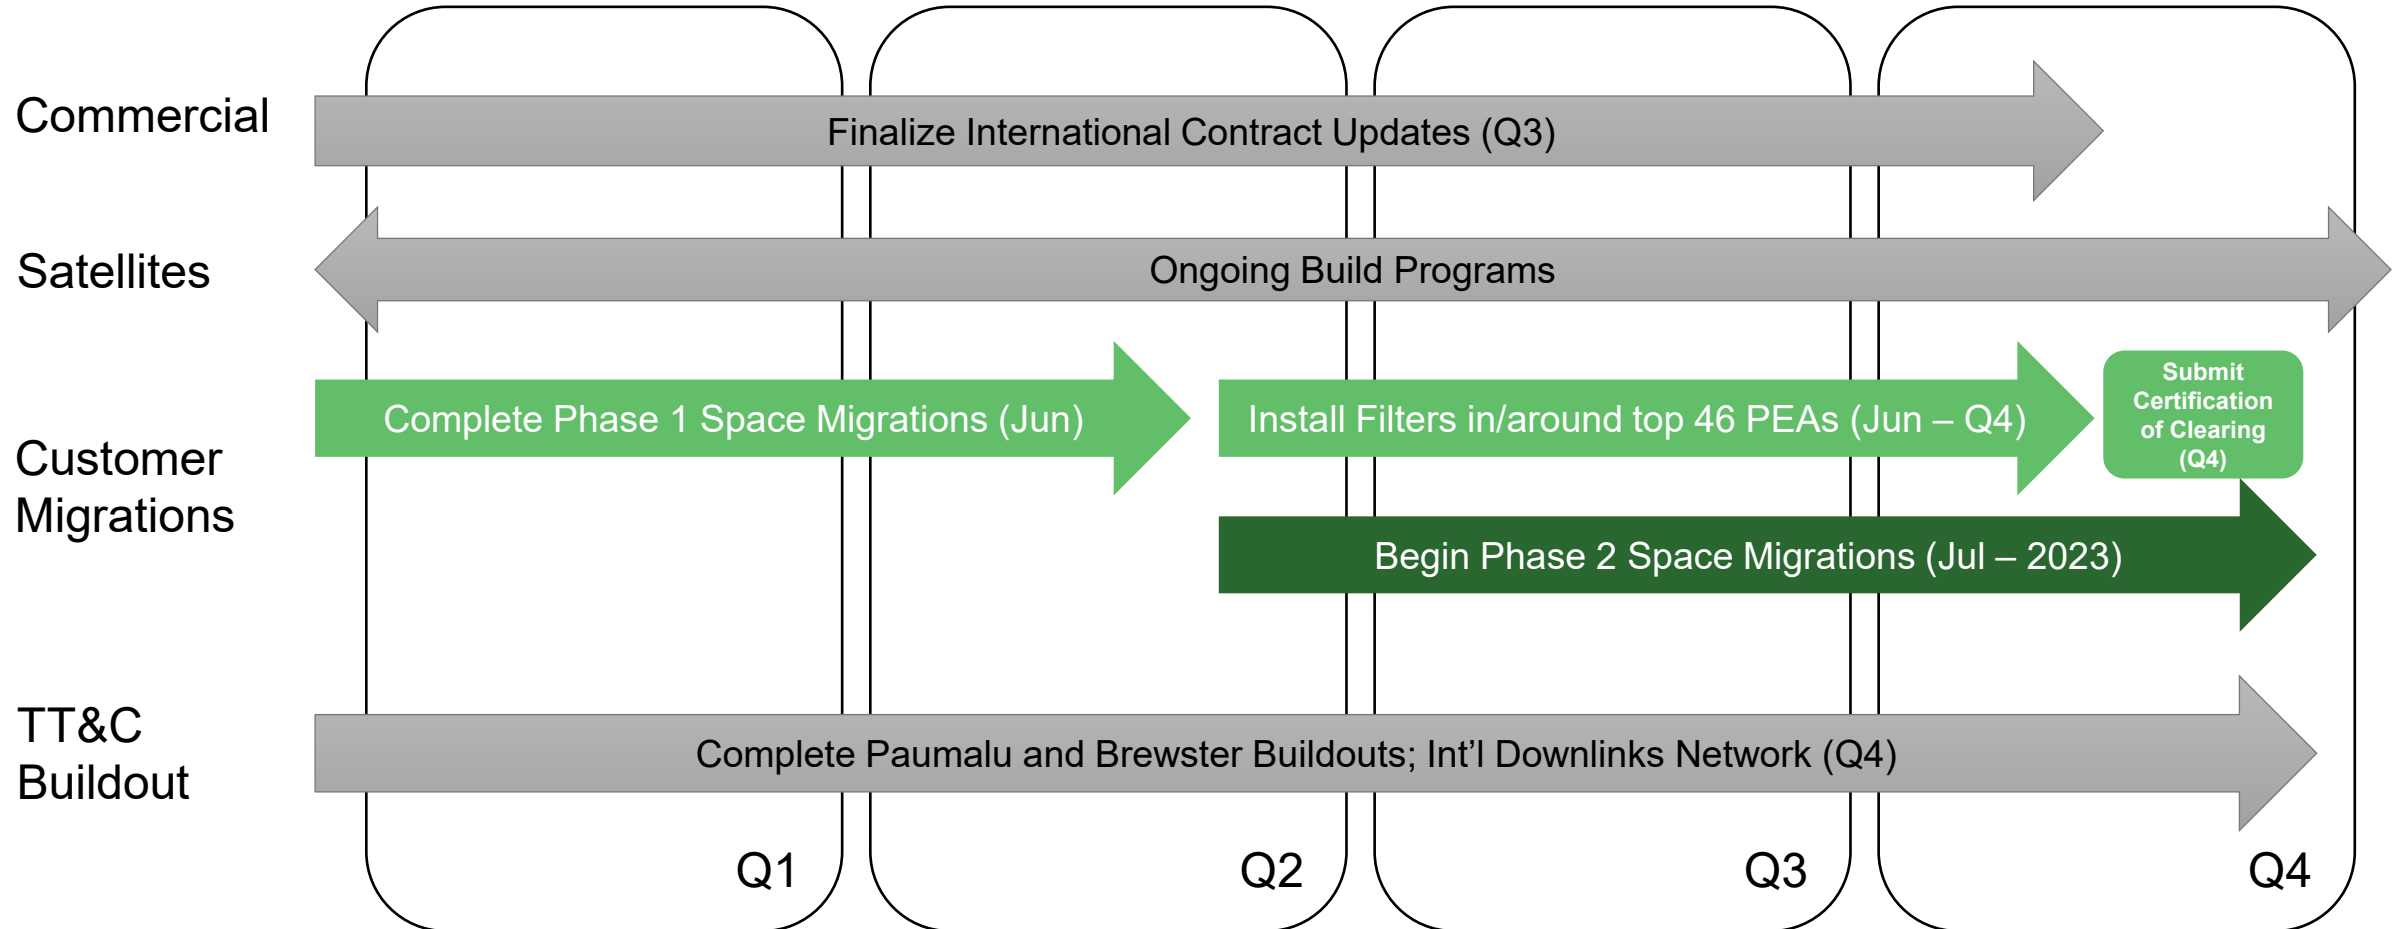 Commercial
Finalize International Contract Updates (Q3)
Satellites
Ongoing Build Programs
Customer
Migrations
Complete Phase 1 Space Migrations (Jun)
Install Filters in/around top 46 PEAs (Jun – Q4)
Submit
Certification
of Clearing
(Q4)
Begin Phase 2 Space Migrations (Jul – 2023)
TT&C
Buildout
Complete Paumalu and Brewster Buildouts; Int’l Downlinks Network (Q4)
Q1
Q2
Q3
Q4